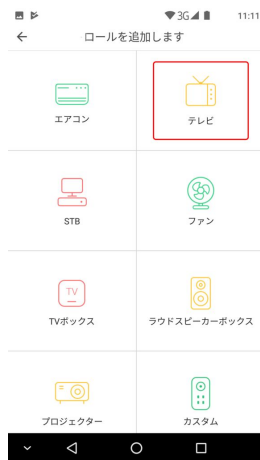 3G 11:11
ロールを追加します
エアコン
テレビ
STB
ファン
TV
TVボックス
ラウドスピーカーボックス
プロジェクター
カスタム